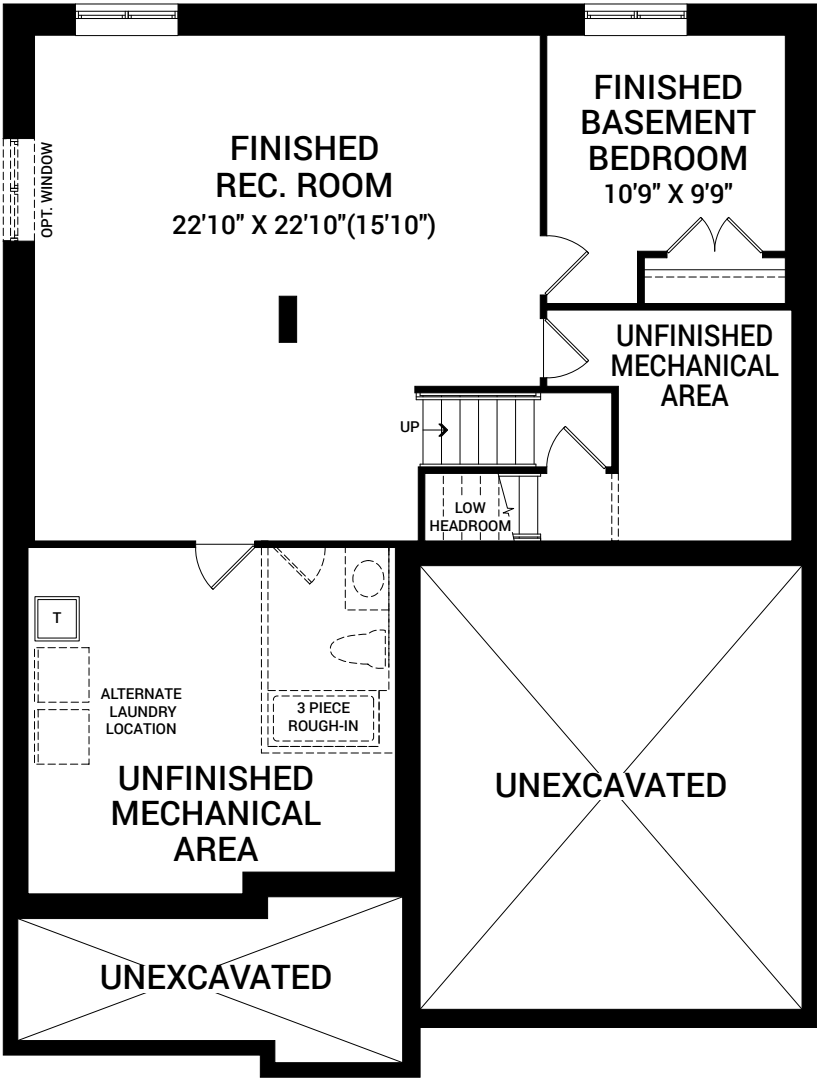 FINISHED
BASEMENT
BEDROOM
10'9" X 9'9"
FINISHED
REC. ROOM
22'10" X 22'10"(15'10")
OPT. WINDOW
UNFINISHED
MECHANICAL
AREA
UP
LOW
HEADROOM
T
ALTERNATE
LAUNDRY
LOCATION
3 PIECE
ROUGH-IN
UNFINISHED
MECHANICAL
AREA
UNEXCAVATED
UNEXCAVATED